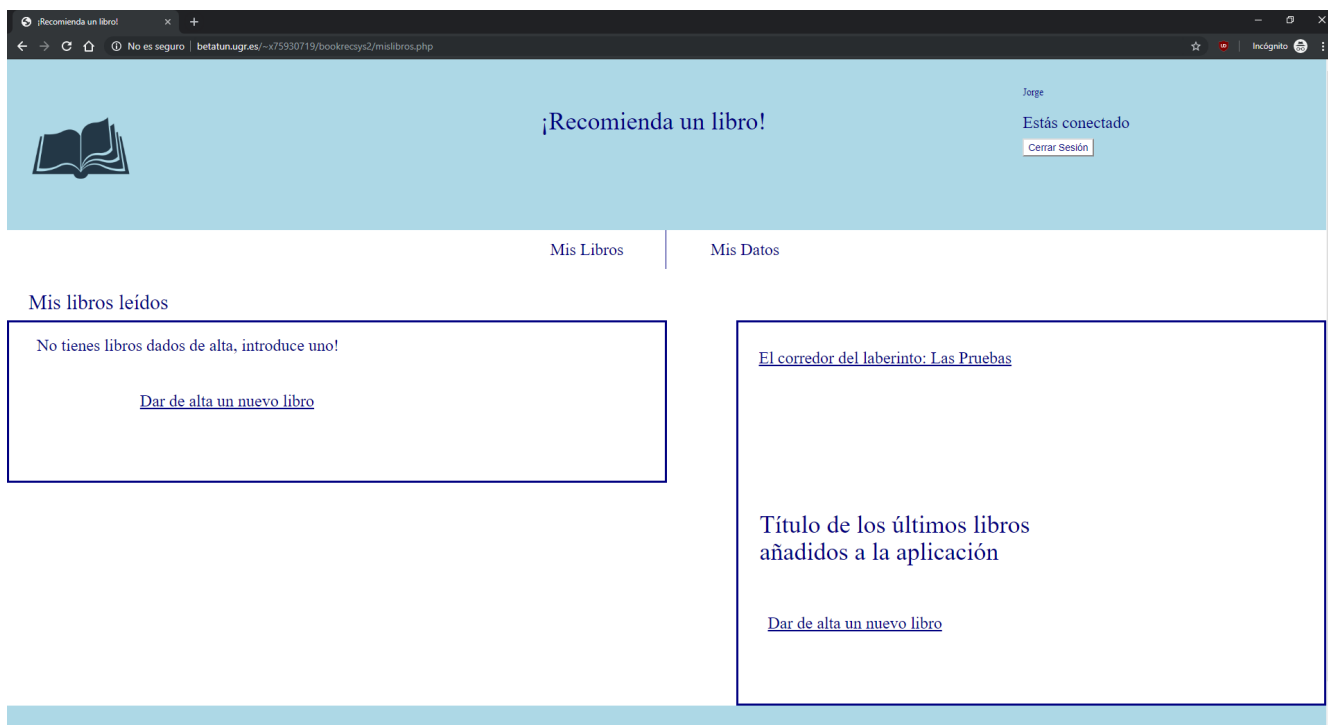 ¡Recomienda un libro!
No es seguro | betatun.ugr.es/~x75930719/bookrecsys2/mislibros.php
Incógnito
¡Recomienda un libro!
Jorge
Estás conectado
Cerrar Sesión
Mis Libros
Mis Datos
Mis libros leídos
No tienes libros dados de alta, introduce uno!
Dar de alta un nuevo libro
El corredor del laberinto: Las Pruebas
Título de los últimos libros
añadidos a la aplicación
Dar de alta un nuevo libro